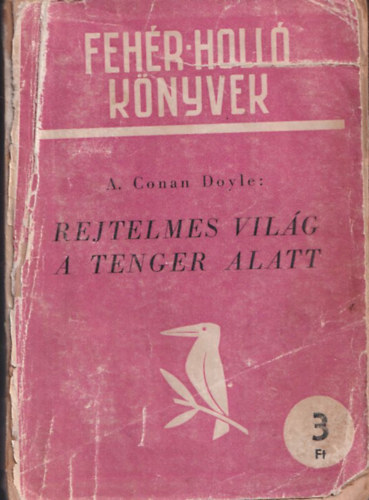 FEHÉR·HOLLÓ
KÖNYVEK
A. Conan Doyle:
REJTELMES VILÁG
A TENGER ALATT
3
Ft